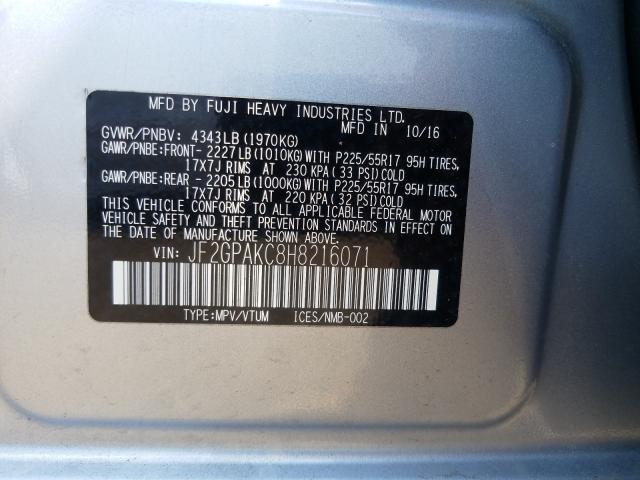 MFD BY FUJI HEAVY INDUSTRIES LTD.
MFD IN 10/16
GVWR/PNBV: 4343LB(1970KG)
GAWR/PNBE:FRONT- 2227LB(1010KG)WITH P225/55R17 95H TIRES,
17X7J RIMS AT 230 KPA( 33 PSI)COLD
GAWR/PNBE:REAR - 2205LB(1000KG)WITH P225/55R17 95H TIRES,
17X7J RIMS AT 220 KPA( 32 PSI)COLD
THIS VEHICLE CONFORMS TO ALL APPLICABLE FEDERAL MOTOR
VEHICLE SAFETY AND THEFT PREVENTION STANDARDS IN EFFECT
ON DATE OF MANUFACTURE SHOWN ABOVE.
VIN: JF2GPAKC8H8216071
TYPE:MPV/VTUM ICES/NMB-002